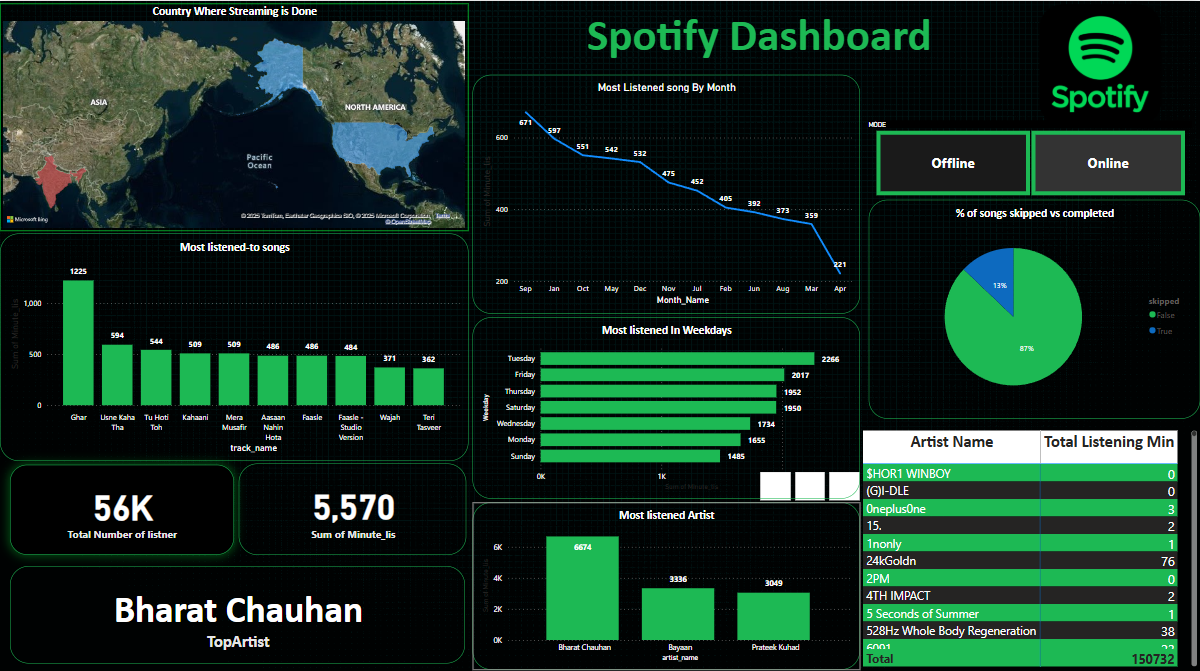 Country Where Streaming is Done
ASIA
NORTH AMERICA
Pacific
Ocean
Microsoft Bing
© 2025 TomTom, Earthstar Geographics SIO, © 2025 Microsoft Corporation, Terms
© OpenStreetMap
Spotify Dashboard
Spotify
Most Listened song By Month
600
400
200
671
597
551
542
532
475
452
405
392
373
359
221
Sep Jan Oct May Dec Nov Jul Feb Jun Aug Mar Apr
Month_Name
MODE
Offline
Online
% of songs skipped vs completed
13%
87%
skipped
False
True
Most listened-to songs
Sum of Minute_lis
1,000
500
0
1225
594
544
509
509
486
486
484
371
362
Ghar
Usne Kaha
Tha
Tu Hoti
Toh
Kahaani
Mera
Musafir
Aasaan
Nahin
Hota
Faasle
Faasle -
Studio
Version
Wajah
Teri
Tasveer
track_name
Most listened In Weekdays
Weekday
Tuesday 2266
Friday 2017
Thursday 1952
Saturday 1950
Wednesday 1734
Monday 1655
Sunday 1485
0K 1K
Sum of Minute_lis
56K
Total Number of listner
5,570
Sum of Minute_lis
Bharat Chauhan
TopArtist
Most listened Artist
Sum of Minute_lis
6K
4K
2K
0K
6674
3336
3049
Bharat Chauhan
Bayaan
Prateek Kuhad
artist_name
Artist Name Total Listening Min
$HOR1 WINBOY 0
(G)I-DLE 0
0neplus0ne 3
15. 2
1nonly 1
24kGoldn 76
2PM 0
4TH IMPACT 2
5 Seconds of Summer 1
528Hz Whole Body Regeneration 38
Total 150732